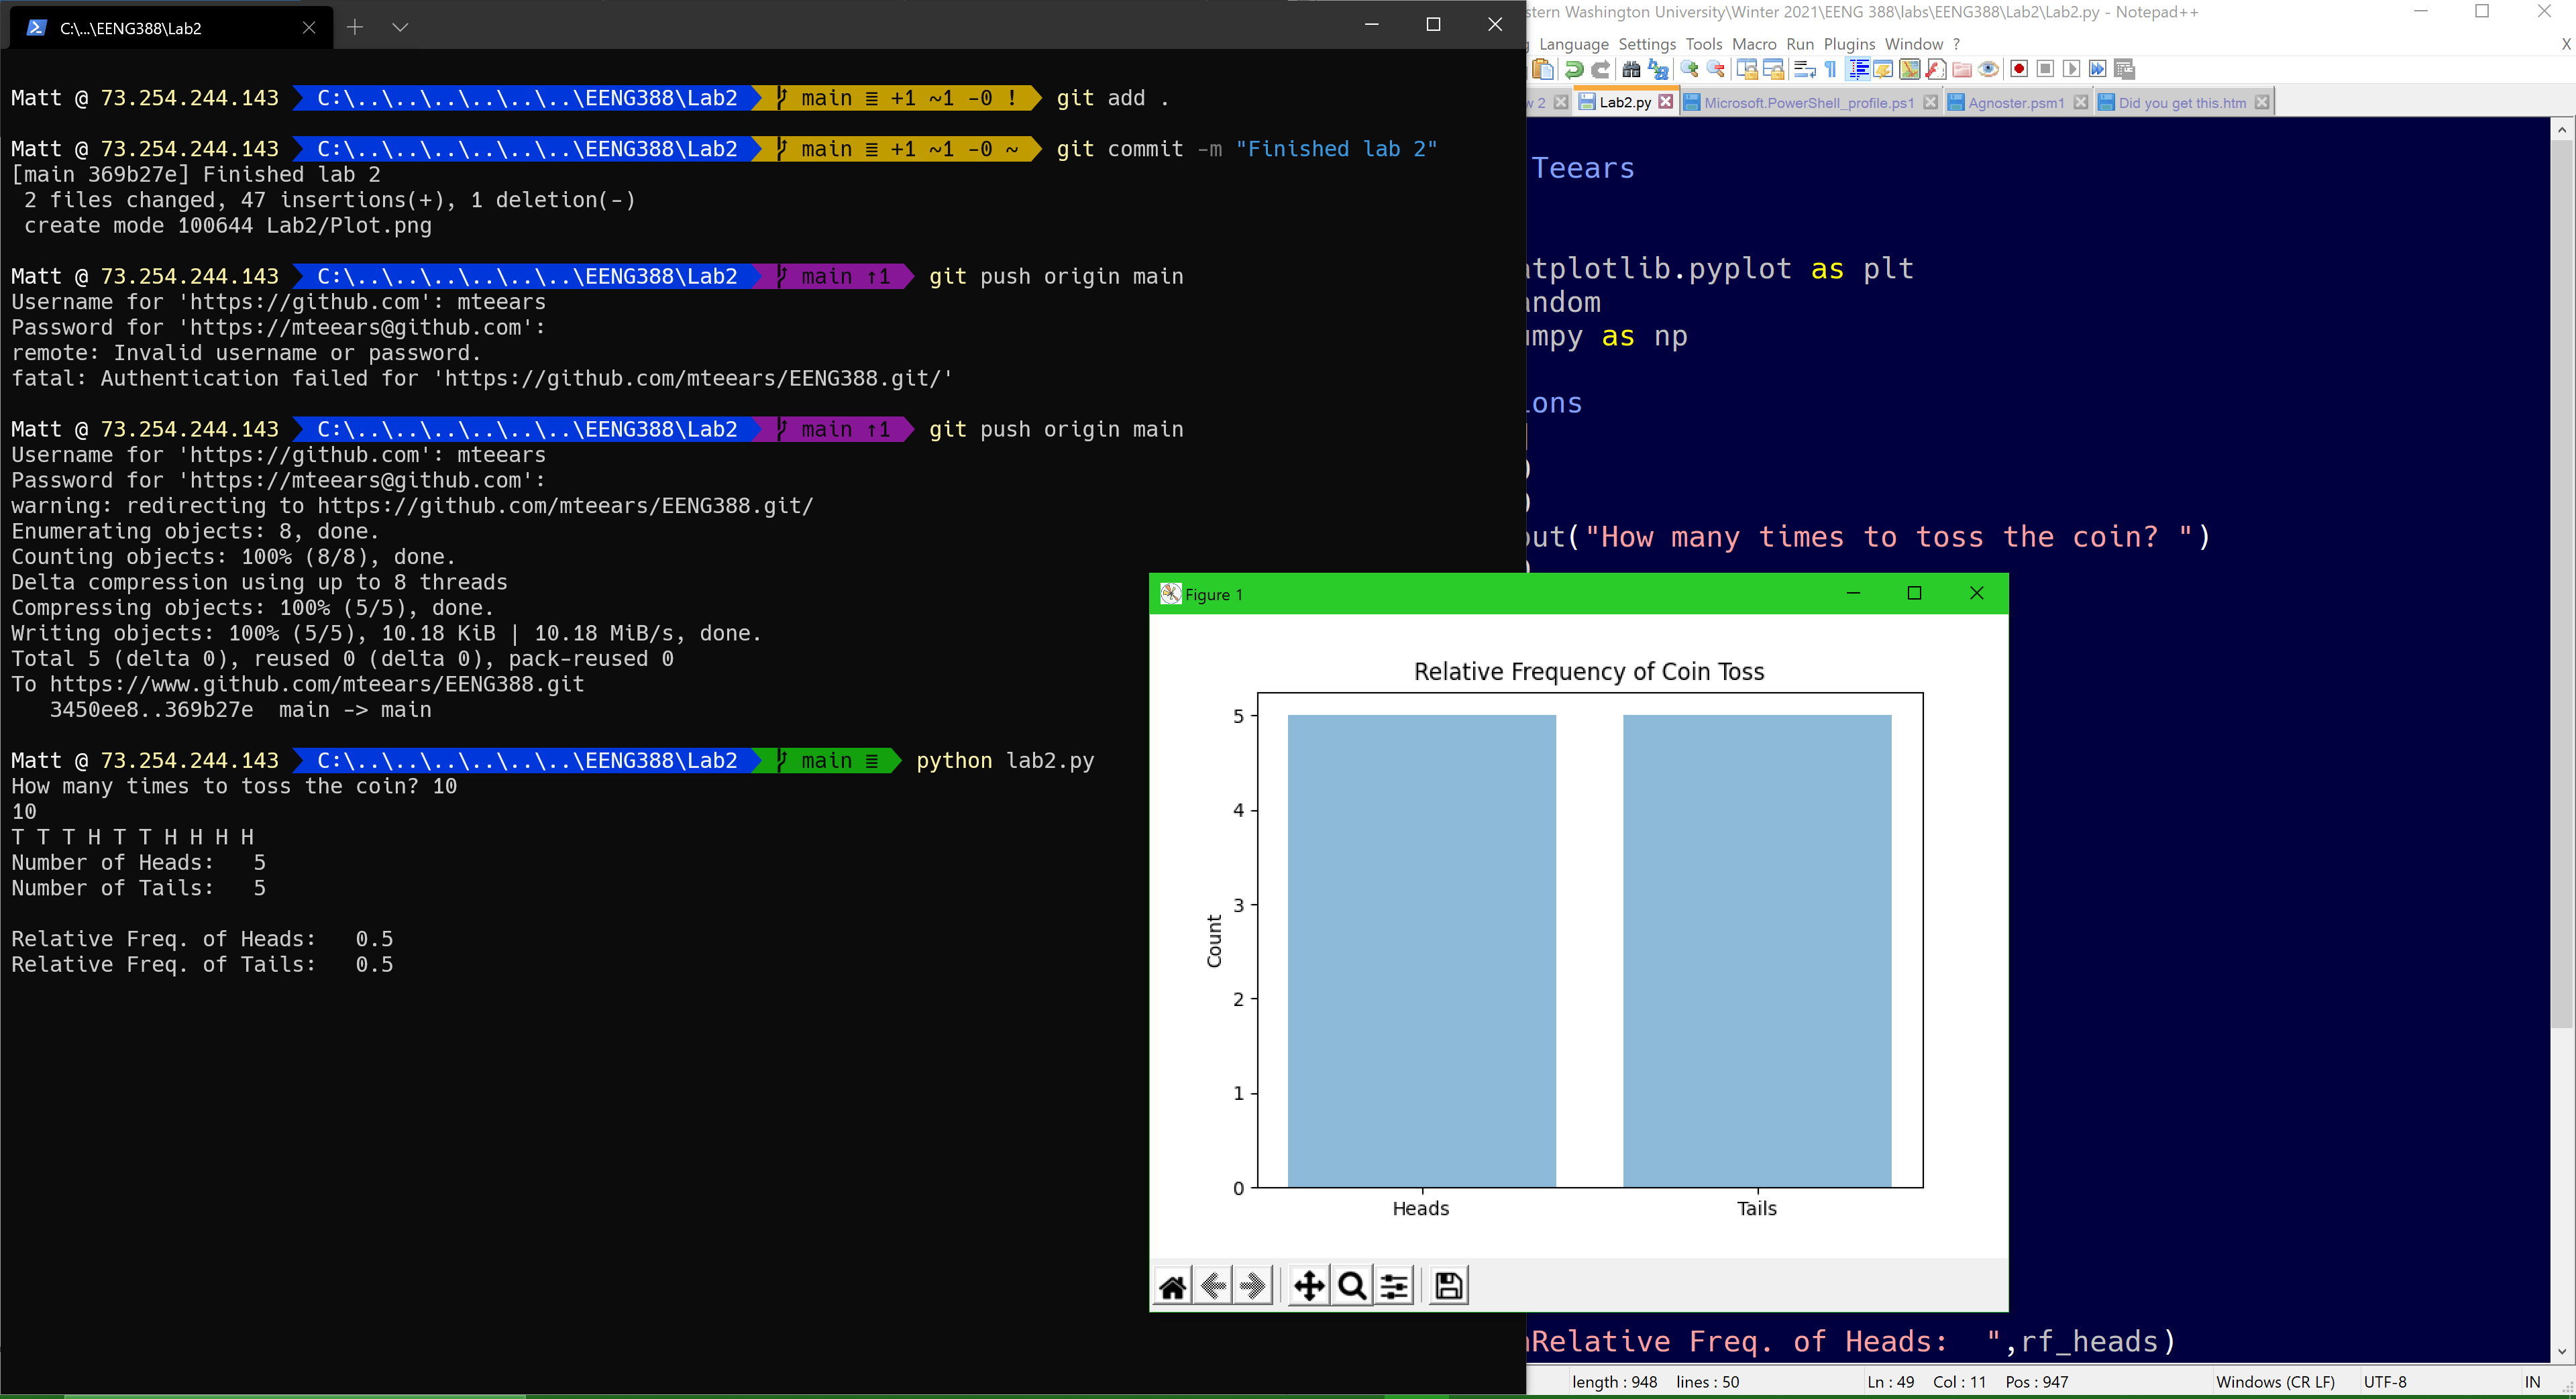 C:\...\EENG388\Lab2
Matt @ 73.254.244.143 C:\..\..\..\..\..\..\EENG388\Lab2 main ≡ +1 ~1 -0 ! git add .
Matt @ 73.254.244.143 C:\..\..\..\..\..\..\EENG388\Lab2 main ≡ +1 ~1 -0 ~ git commit -m "Finished lab 2"
[main 369b27e] Finished lab 2
2 files changed, 47 insertions(+), 1 deletion(-)
create mode 100644 Lab2/Plot.png
Matt @ 73.254.244.143 C:\..\..\..\..\..\..\EENG388\Lab2 main ↑1 git push origin main
Username for 'https://github.com': mteears
Password for 'https://mteears@github.com':
remote: Invalid username or password.
fatal: Authentication failed for 'https://github.com/mteears/EENG388.git/'
Matt @ 73.254.244.143 C:\..\..\..\..\..\..\EENG388\Lab2 main ↑1 git push origin main
Username for 'https://github.com': mteears
Password for 'https://mteears@github.com':
warning: redirecting to https://github.com/mteears/EENG388.git/
Enumerating objects: 8, done.
Counting objects: 100% (8/8), done.
Delta compression using up to 8 threads
Compressing objects: 100% (5/5), done.
Writing objects: 100% (5/5), 10.18 KiB | 10.18 MiB/s, done.
Total 5 (delta 0), reused 0 (delta 0), pack-reused 0
To https://www.github.com/mteears/EENG388.git
3450ee8..369b27e main -> main
Matt @ 73.254.244.143 C:\..\..\..\..\..\..\EENG388\Lab2 main ≡ python lab2.py
How many times to toss the coin? 10
10
T T T H T T H H H H
Number of Heads: 5
Number of Tails: 5
Relative Freq. of Heads: 0.5
Relative Freq. of Tails: 0.5
stern Washington University\Winter 2021\EENG 388\labs\EENG388\Lab2\Lab2.py - Notepad++
Language Settings Tools Macro Run Plugins Window ? X
w 2 Lab2.py Microsoft.PowerShell_profile.ps1 Agnoster.psm1 Did you get this.htm
Teears
atplotlib.pyplot as plt
andom
umpy as np
ions
)
)
put("How many times to toss the coin? ")
)
Figure 1
Relative Frequency of Coin Toss
5
4
3
2
1
0
Count
Heads Tails
nRelative Freq. of Heads: ",rf_heads)
length : 948 lines : 50 Ln : 49 Col : 11 Pos : 947 Windows (CR LF) UTF-8 IN